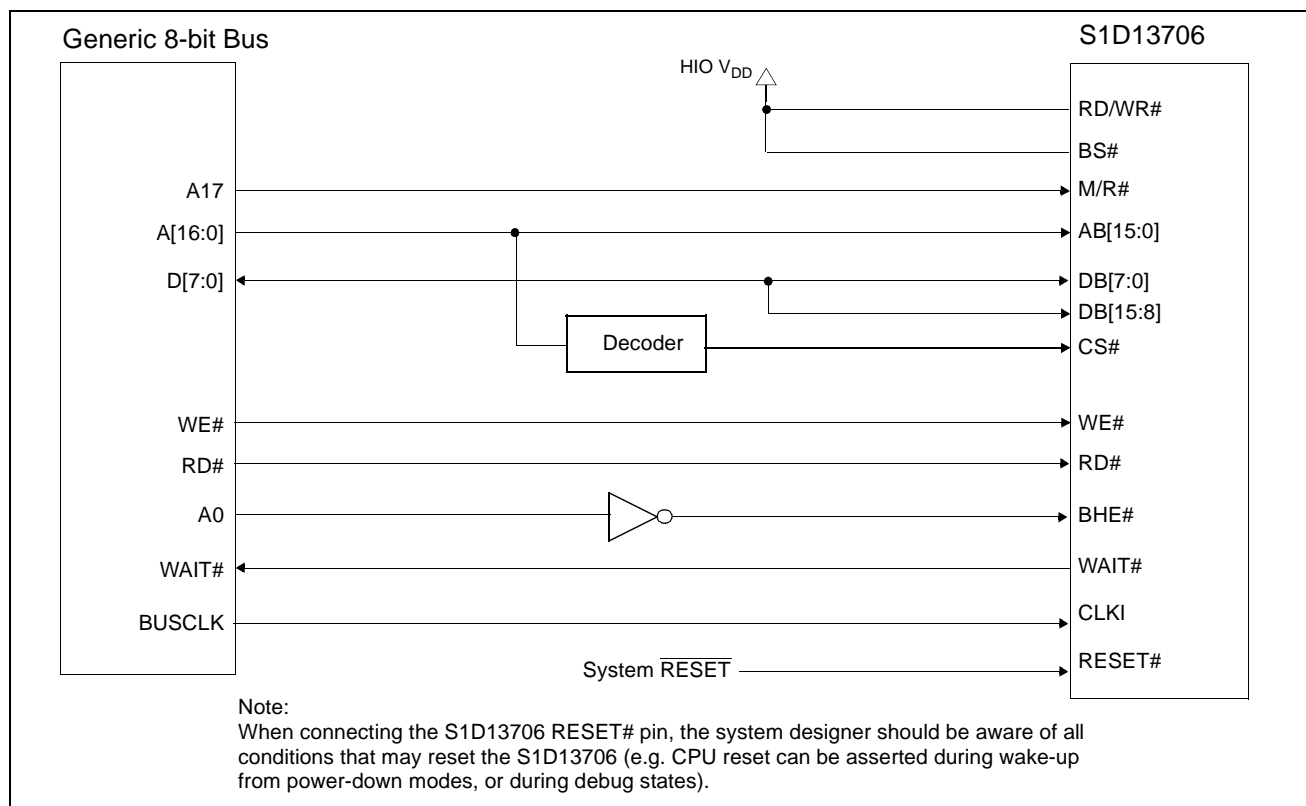 Generic 8-bit Bus
S1D13706
HIO VDD
RD/WR#
BS#
A17
M/R#
A[16:0]
AB[15:0]
D[7:0]
DB[7:0]
DB[15:8]
Decoder
CS#
WE#
WE#
RD#
RD#
A0
BHE#
WAIT#
WAIT#
BUSCLK
CLKI
System RESET
RESET#
Note:
When connecting the S1D13706 RESET# pin, the system designer should be aware of all
conditions that may reset the S1D13706 (e.g. CPU reset can be asserted during wake-up
from power-down modes, or during debug states).